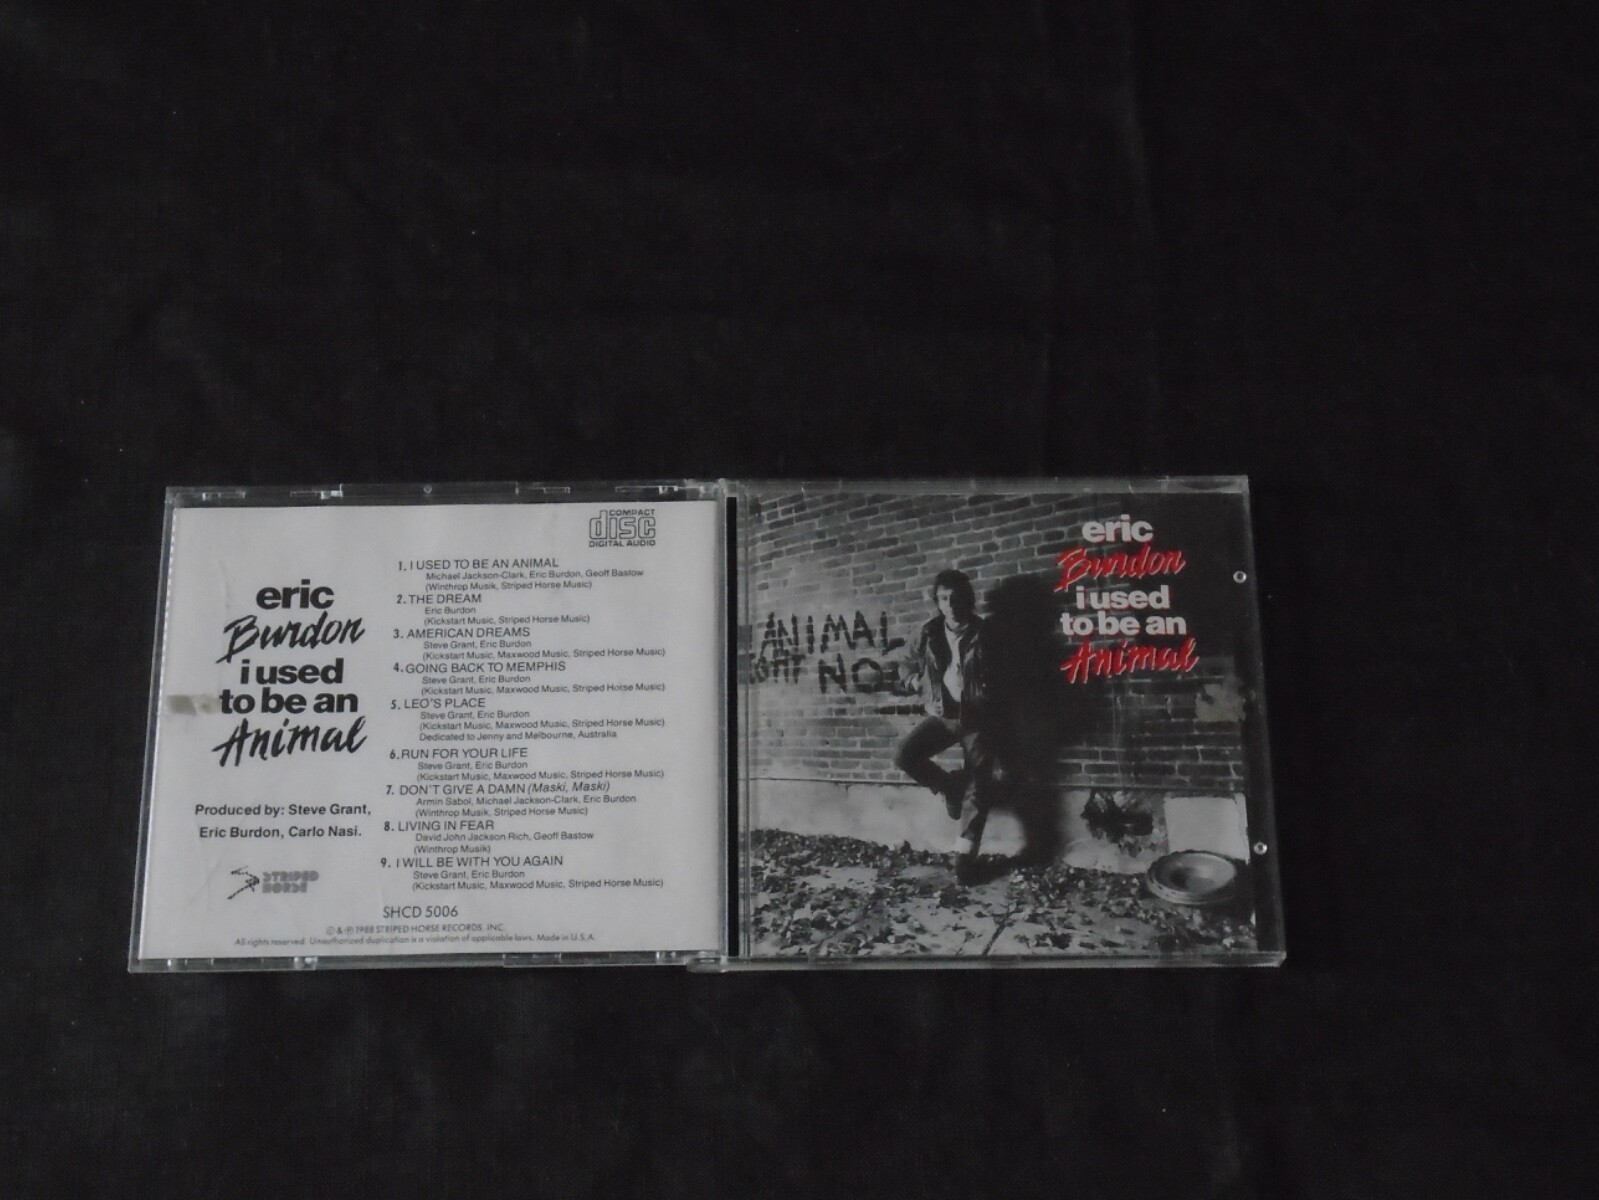 eric
Burdon
i used
to be an
Animal
Produced by: Steve Grant,
Eric Burdon, Carlo Nasi.
STRIPED
HORSE
COMPACT
disc
DIGITAL AUDIO
1. I USED TO BE AN ANIMAL
Michael Jackson-Clark, Eric Burdon, Geoff Bastow
(Winthrop Musik, Striped Horse Music)
2. THE DREAM
Eric Burdon
(Kickstart Music, Striped Horse Music)
3. AMERICAN DREAMS
Steve Grant, Eric Burdon
(Kickstart Music, Maxwood Music, Striped Horse Music)
4. GOING BACK TO MEMPHIS
Steve Grant, Eric Burdon
(Kickstart Music, Maxwood Music, Striped Horse Music)
5. LEO'S PLACE
Steve Grant, Eric Burdon
(Kickstart Music, Maxwood Music, Striped Horse Music)
Dedicated to Jenny and Melbourne, Australia
6. RUN FOR YOUR LIFE
Steve Grant, Eric Burdon
(Kickstart Music, Maxwood Music, Striped Horse Music)
7. DON'T GIVE A DAMN (Maski, Maski)
Armin Sabol, Michael Jackson-Clark, Eric Burdon
(Winthrop Musik, Striped Horse Music)
8. LIVING IN FEAR
David John Jackson Rich, Geoff Bastow
(Winthrop Musik)
9. I WILL BE WITH YOU AGAIN
Steve Grant, Eric Burdon
(Kickstart Music, Maxwood Music, Striped Horse Music)
SHCD 5006
© & ℗ 1988 STRIPED HORSE RECORDS, INC.
All rights reserved. Unauthorized duplication is a violation of applicable laws. Made in U.S.A.
eric
Burdon
i used
to be an
Animal
ANIMAL
NO